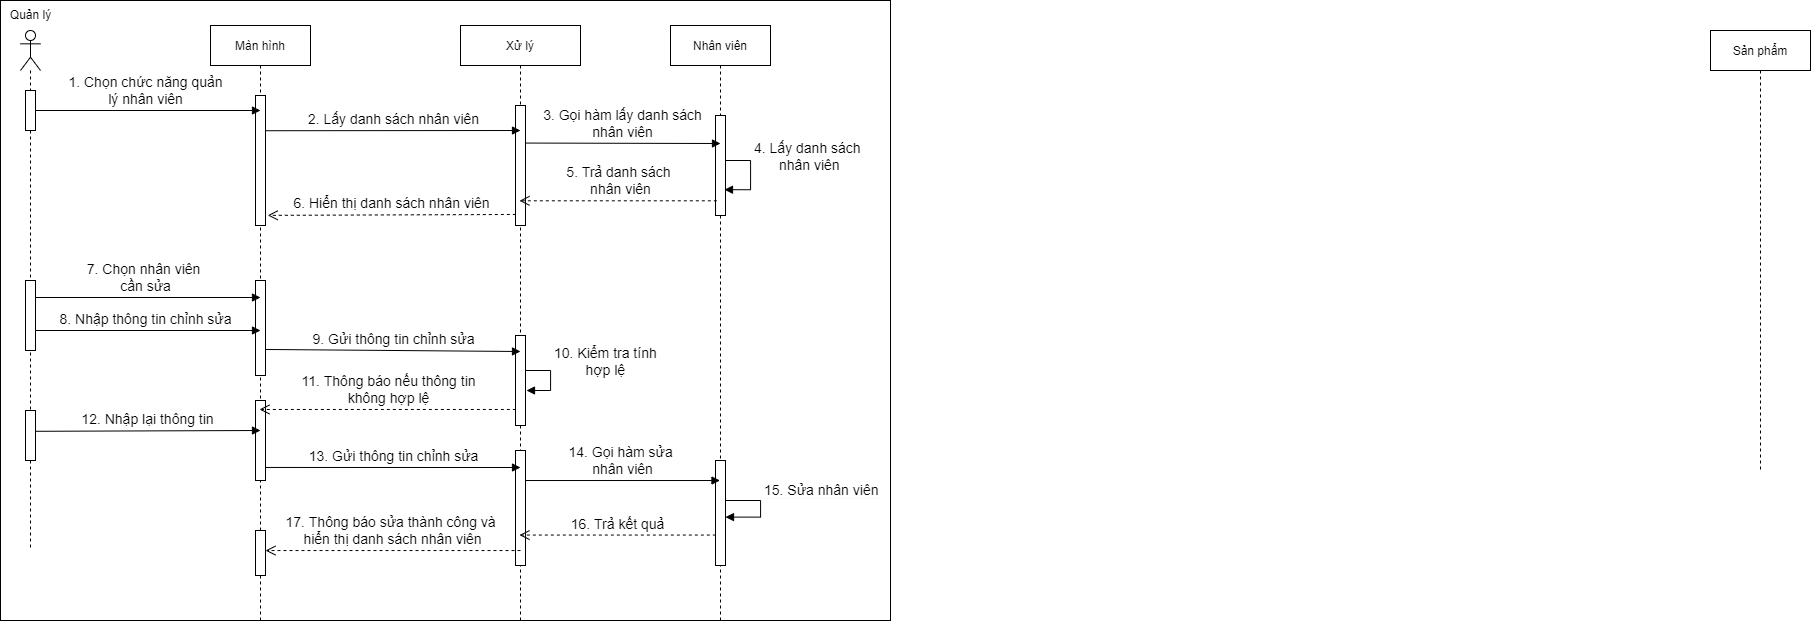 Quản lý
Màn hình
Xử lý
Nhân viên
Sản phẩm
1. Chọn chức năng quản
lý nhân viên
2. Lấy danh sách nhân viên
3. Gọi hàm lấy danh sách
nhân viên
4. Lấy danh sách
nhân viên
5. Trả danh sách
nhân viên
6. Hiển thị danh sách nhân viên
7. Chọn nhân viên
cần sửa
8. Nhập thông tin chỉnh sửa
9. Gửi thông tin chỉnh sửa
10. Kiểm tra tính
hợp lệ
11. Thông báo nếu thông tin
không hợp lệ
12. Nhập lại thông tin
13. Gửi thông tin chỉnh sửa
14. Gọi hàm sửa
nhân viên
15. Sửa nhân viên
16. Trả kết quả
17. Thông báo sửa thành công và
hiển thị danh sách nhân viên